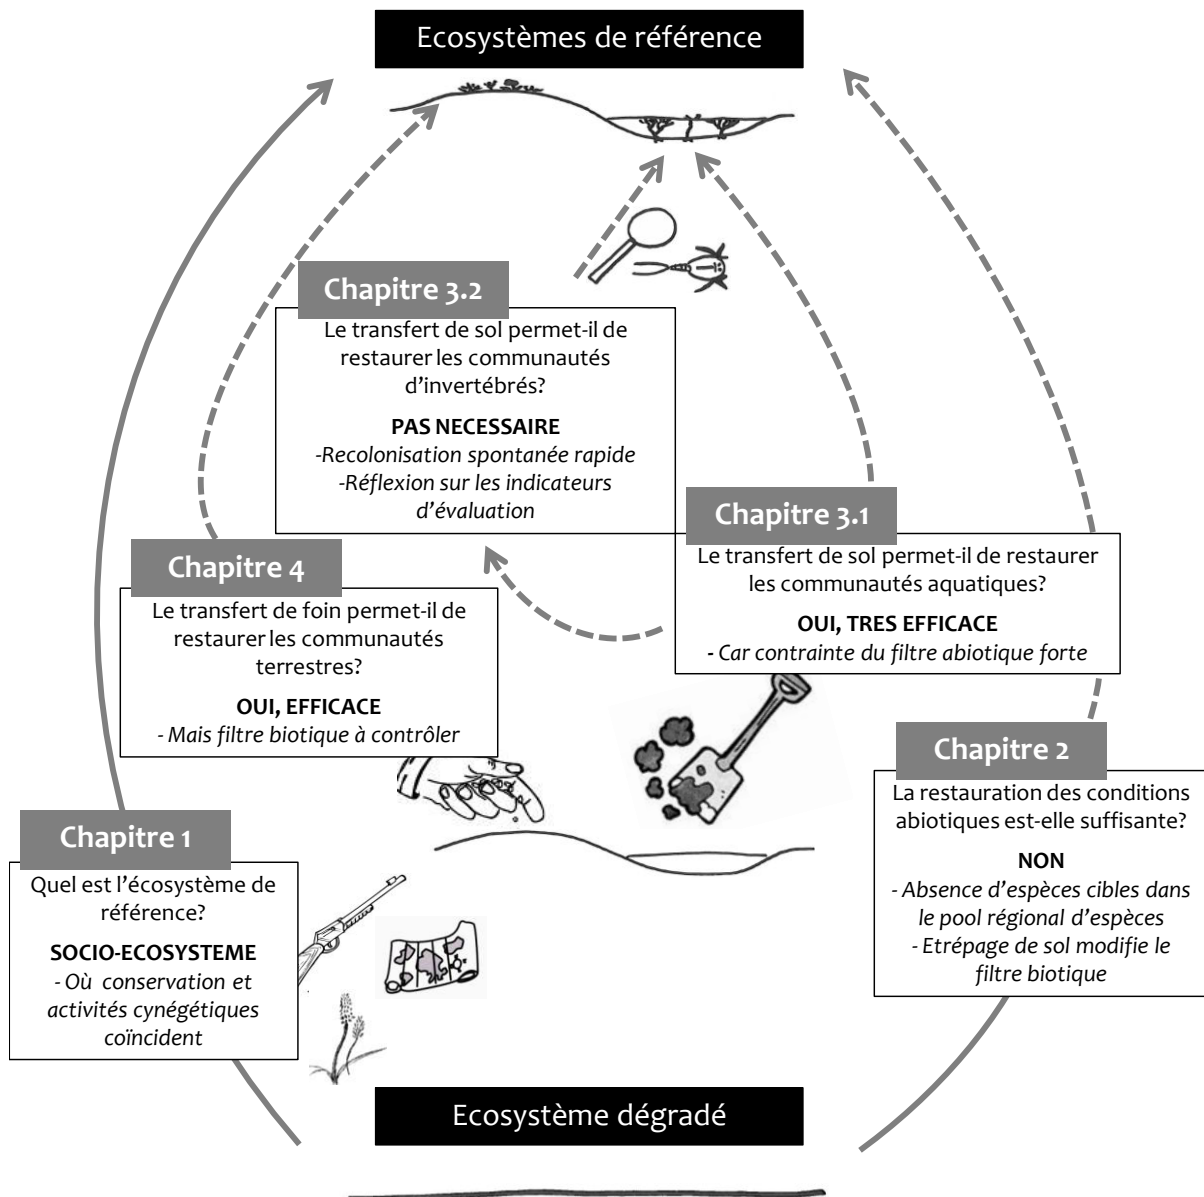 Ecosystèmes de référence
Chapitre 3.2
Le transfert de sol permet-il de
restaurer les communautés
d’invertébrés?
PAS NECESSAIRE
-Recolonisation spontanée rapide
-Réflexion sur les indicateurs
d’évaluation
Chapitre 3.1
Le transfert de sol permet-il de restaurer
les communautés aquatiques?
OUI, TRES EFFICACE
- Car contrainte du filtre abiotique forte
Chapitre 4
Le transfert de foin permet-il de
restaurer les communautés
terrestres?
OUI, EFFICACE
- Mais filtre biotique à contrôler
Chapitre 2
La restauration des conditions
abiotiques est-elle suffisante?
NON
- Absence d’espèces cibles dans
le pool régional d’espèces
- Etrépage de sol modifie le
filtre biotique
Chapitre 1
Quel est l’écosystème de
référence?
SOCIO-ECOSYSTEME
- Où conservation et
activités cynégétiques
coïncident
Ecosystème dégradé